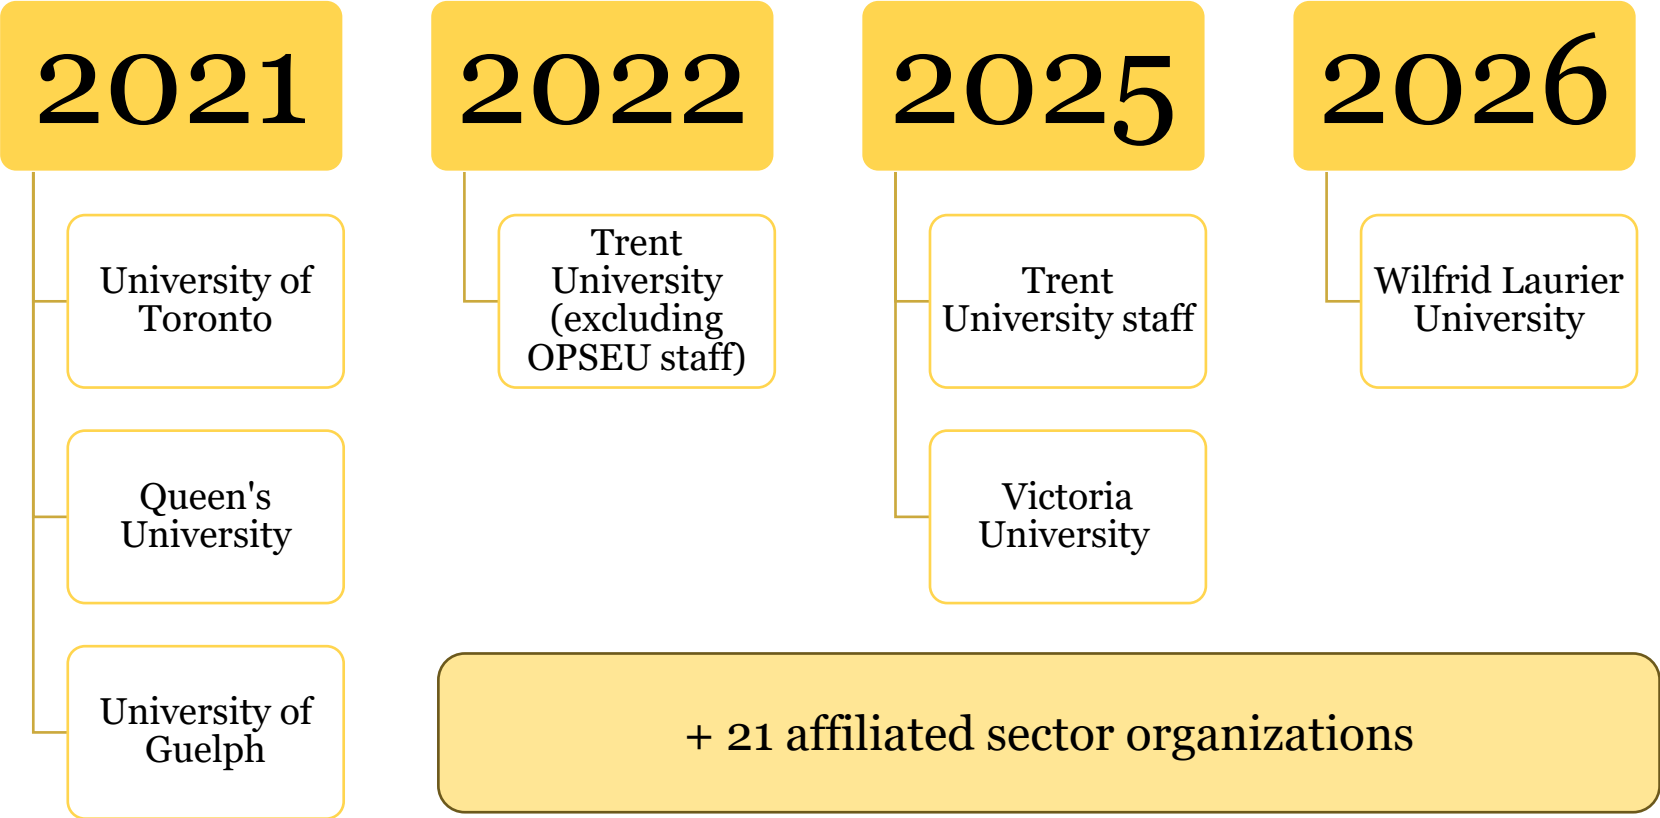 2021
University of
Toronto
Queen's
University
University of
Guelph
2022
Trent
University
(excluding
OPSEU staff)
2025
Trent
University staff
Victoria
University
2026
Wilfrid Laurier
University
+ 21 affiliated sector organizations